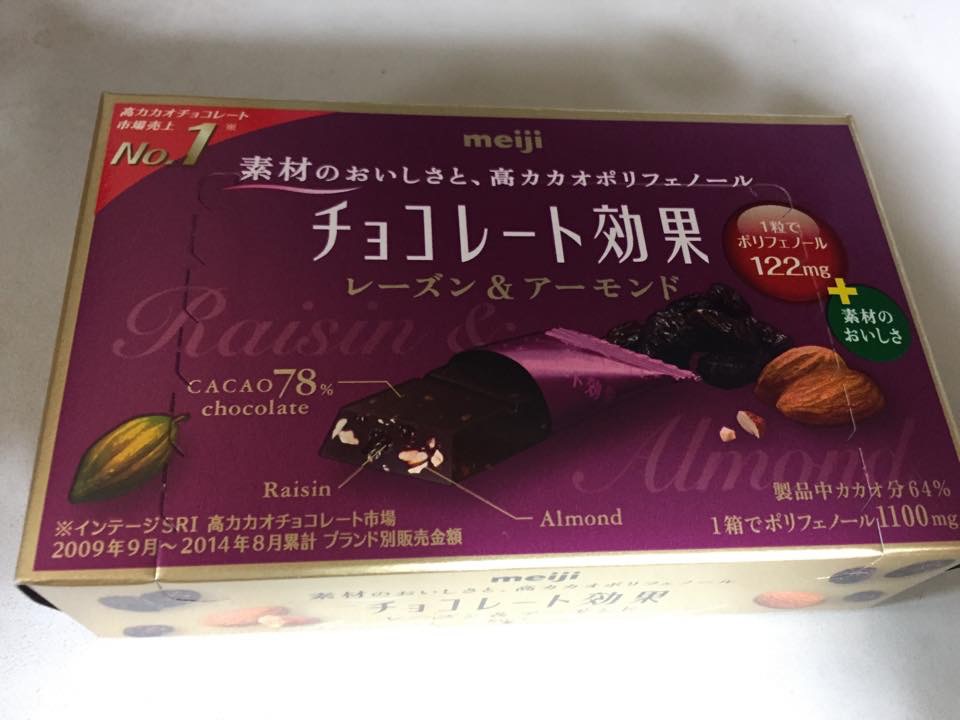 高カカオチョコレート
市場売上
No.1※
meiji
素材のおいしさと、高カカオポリフェノール
チョコレート効果
レーズン&アーモンド
1粒で
ポリフェノール
122mg
+
素材の
おいしさ
Raisin &
Almond
CACAO78%
chocolate
Raisin
Almond
製品中カカオ分64%
1箱でポリフェノール1100mg
※インテージSRI 高カカオチョコレート市場
2009年9月~2014年8月累計 ブランド別販売金額
meiji
素材のおいしさと、高カカオポリフェノール
チョコレート効果
レーズン&アーモンド